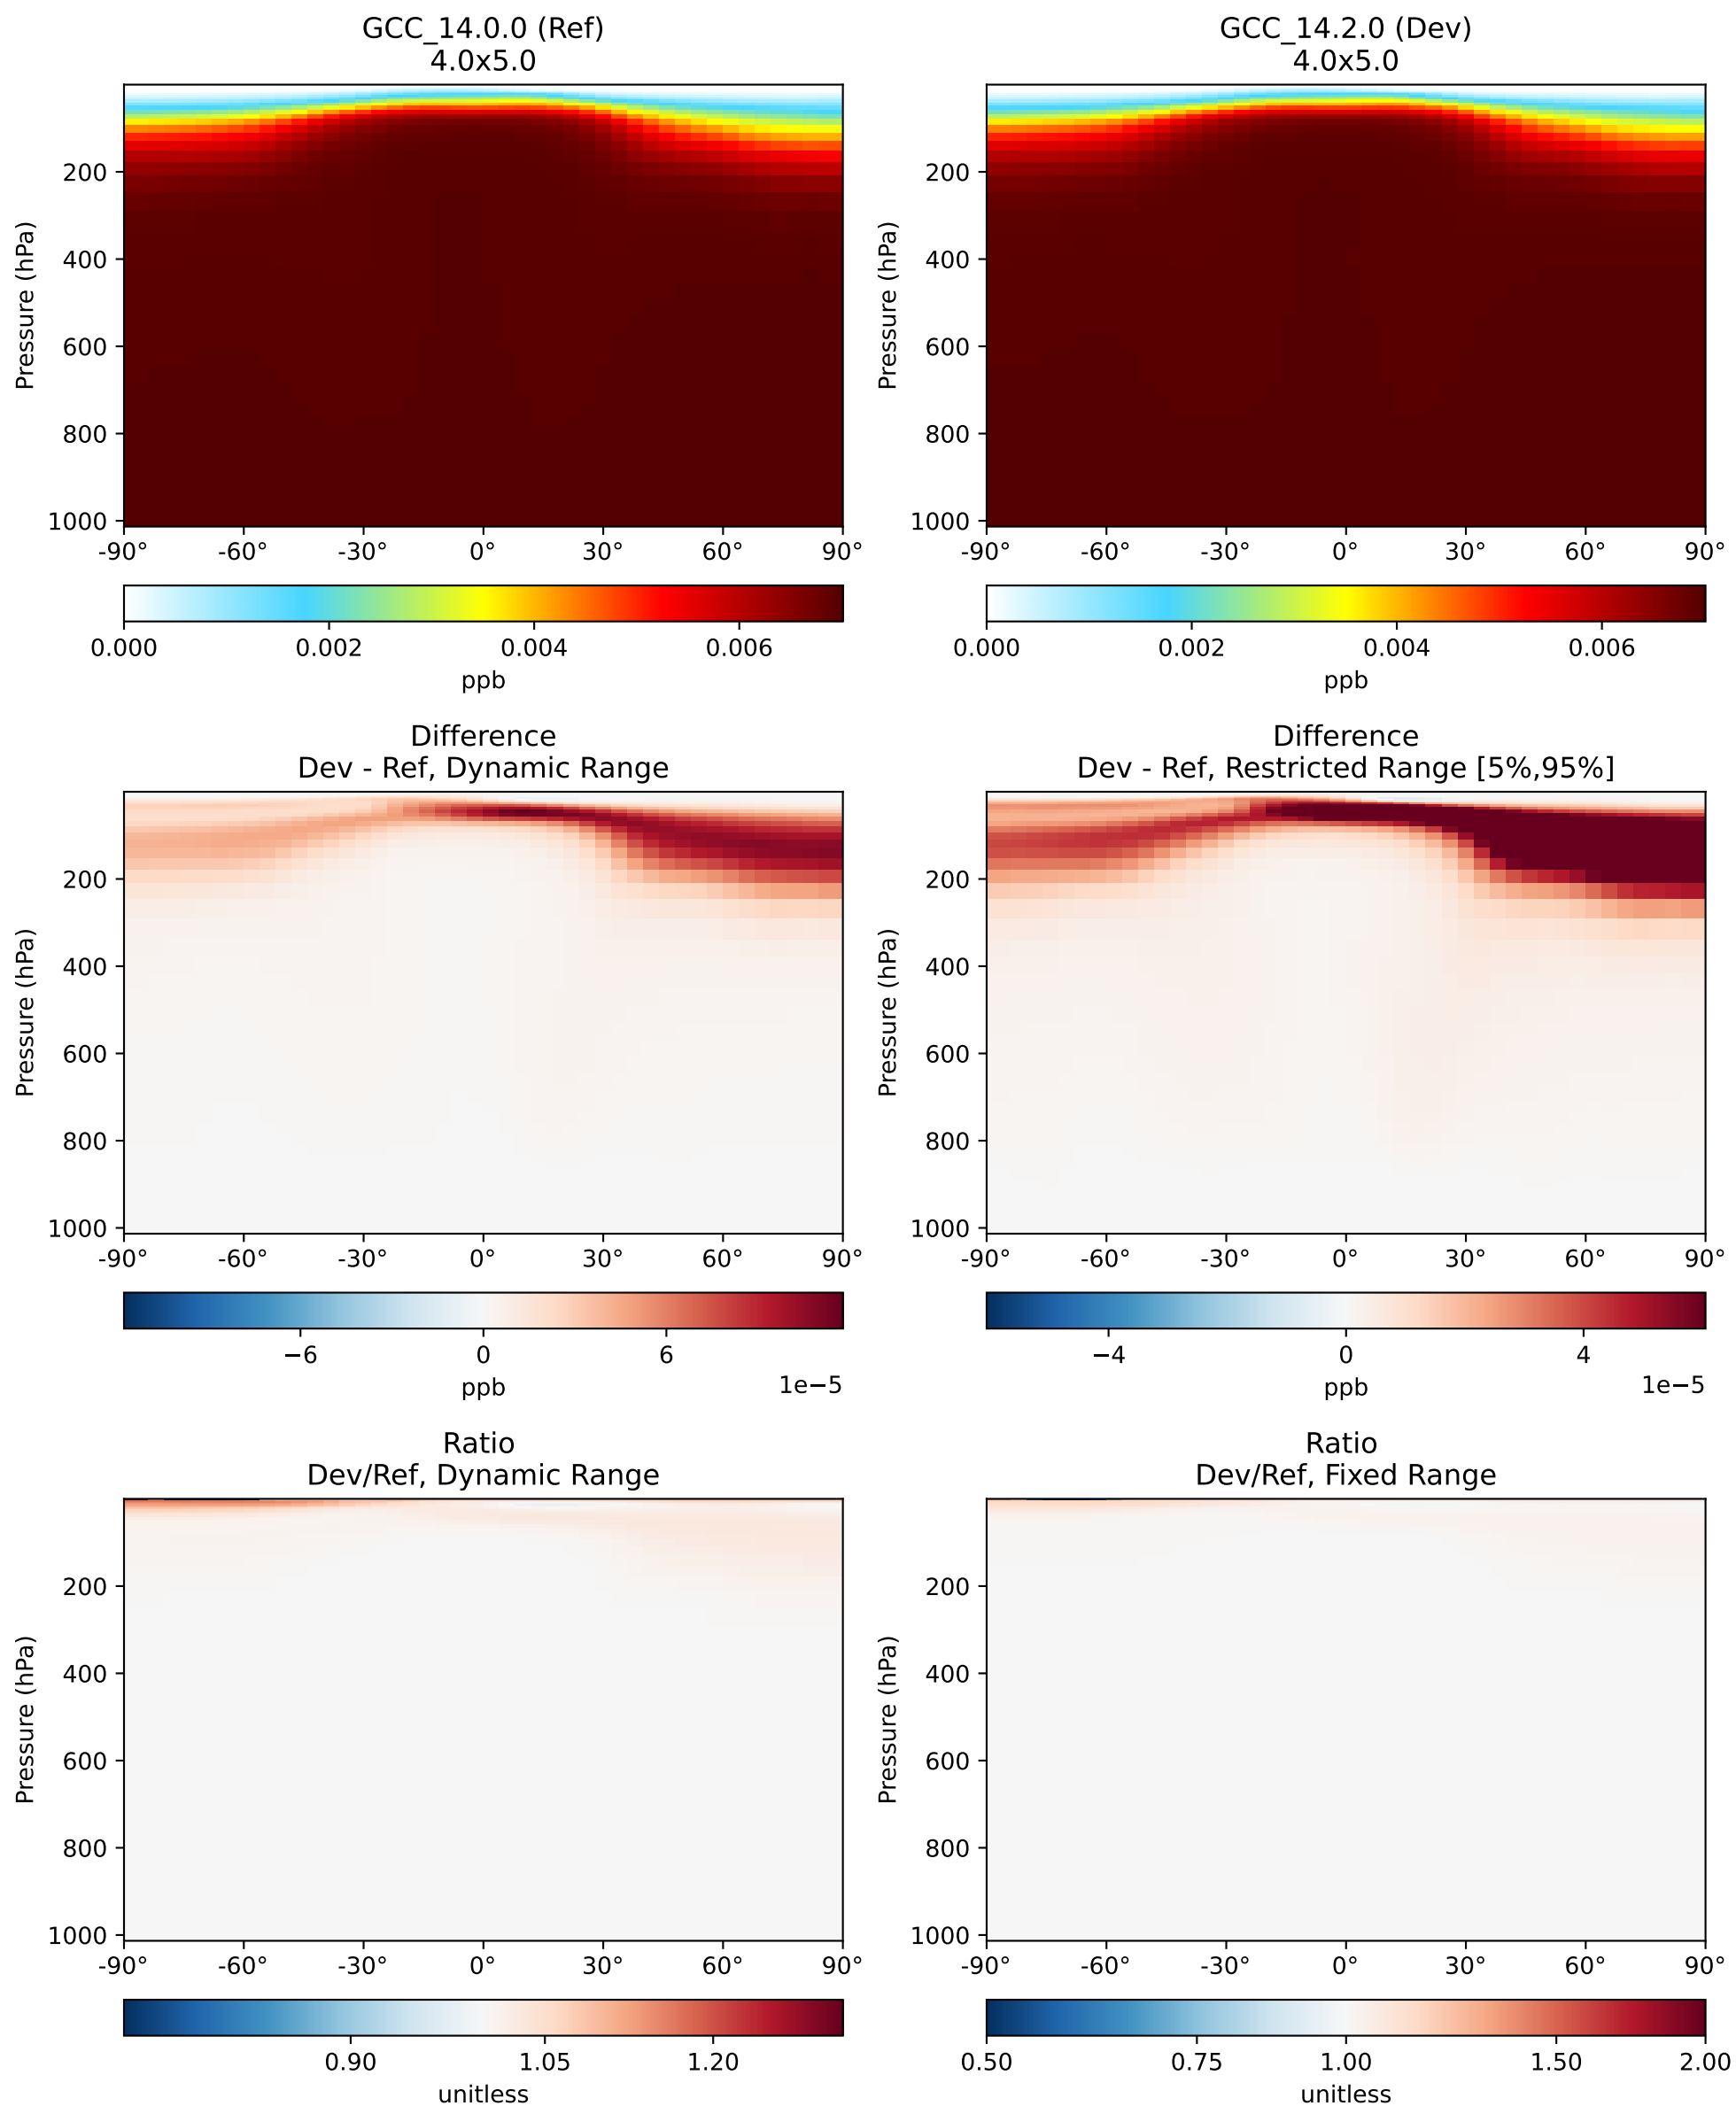 GCC_14.0.0 (Ref)
4.0x5.0
Pressure (hPa)
200
400
600
800
1000
-90° -60° -30° 0° 30° 60° 90°
0.000 0.002 0.004 0.006
ppb
GCC_14.2.0 (Dev)
4.0x5.0
Pressure (hPa)
200
400
600
800
1000
-90° -60° -30° 0° 30° 60° 90°
0.000 0.002 0.004 0.006
ppb
Difference
Dev - Ref, Dynamic Range
Pressure (hPa)
200
400
600
800
1000
-90° -60° -30° 0° 30° 60° 90°
−6 0 6
ppb 1e−5
Difference
Dev - Ref, Restricted Range [5%,95%]
Pressure (hPa)
200
400
600
800
1000
-90° -60° -30° 0° 30° 60° 90°
−4 0 4
ppb 1e−5
Ratio
Dev/Ref, Dynamic Range
Pressure (hPa)
200
400
600
800
1000
-90° -60° -30° 0° 30° 60° 90°
0.90 1.05 1.20
unitless
Ratio
Dev/Ref, Fixed Range
Pressure (hPa)
200
400
600
800
1000
-90° -60° -30° 0° 30° 60° 90°
0.50 0.75 1.00 1.50 2.00
unitless